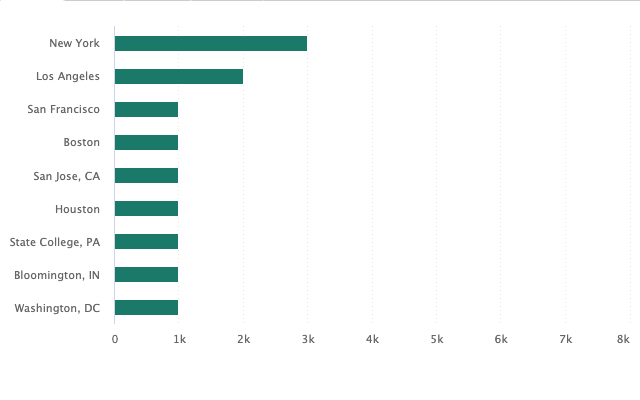 New York
Los Angeles
San Francisco
Boston
San Jose, CA
Houston
State College, PA
Bloomington, IN
Washington, DC
0 1k 2k 3k 4k 5k 6k 7k 8k